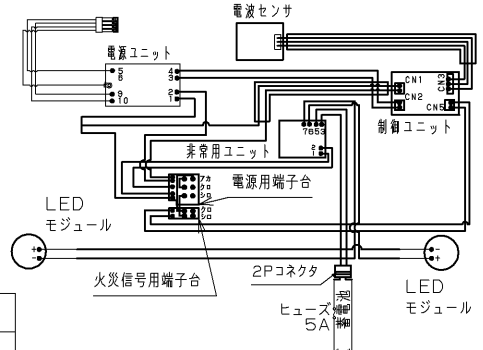 電波センサ
電源ユニット
5
6
9
10
4
3
2
1
CN1
CN2
CN3
CN5
制御ユニット
7653
2
1
非常用ユニット
アカ
クロ
シロ
クロ
シロ
電源用端子台
LED
モジュール
+
-
火災信号用端子台
2Pコネクタ
ヒューズ
5A
蓄電池
-
+
LED
モジュール